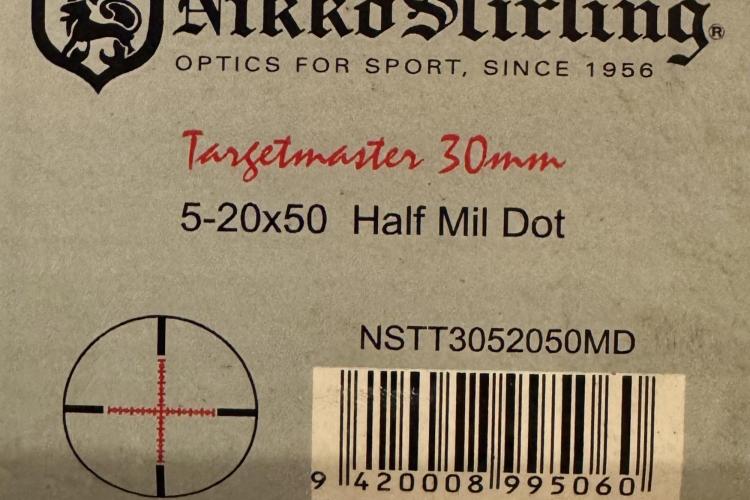 NikkoStirling®
OPTICS FOR SPORT, SINCE 1956
Targetmaster 30mm
5-20x50 Half Mil Dot
NSTT3052050MD
9 420008 995060